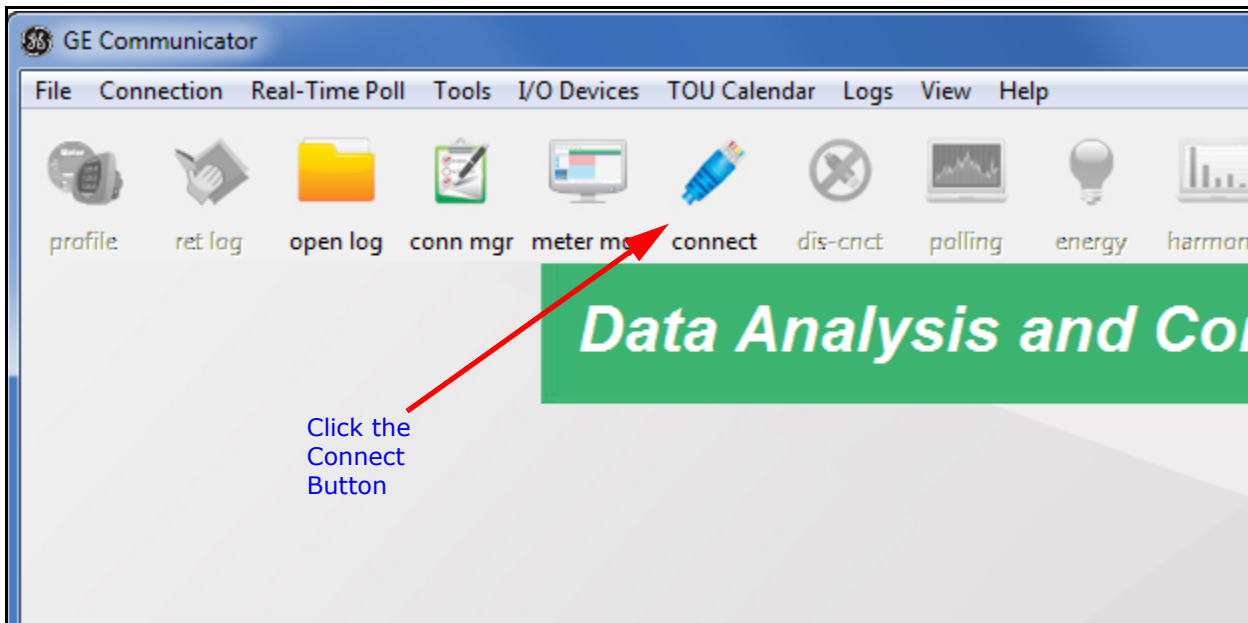 GE Communicator
File Connection Real-Time Poll Tools I/O Devices TOU Calendar Logs View Help
profile ret log open log conn mgr meter connect dis-cnct polling energy
Data Analysis and
Click the
Connect
Button